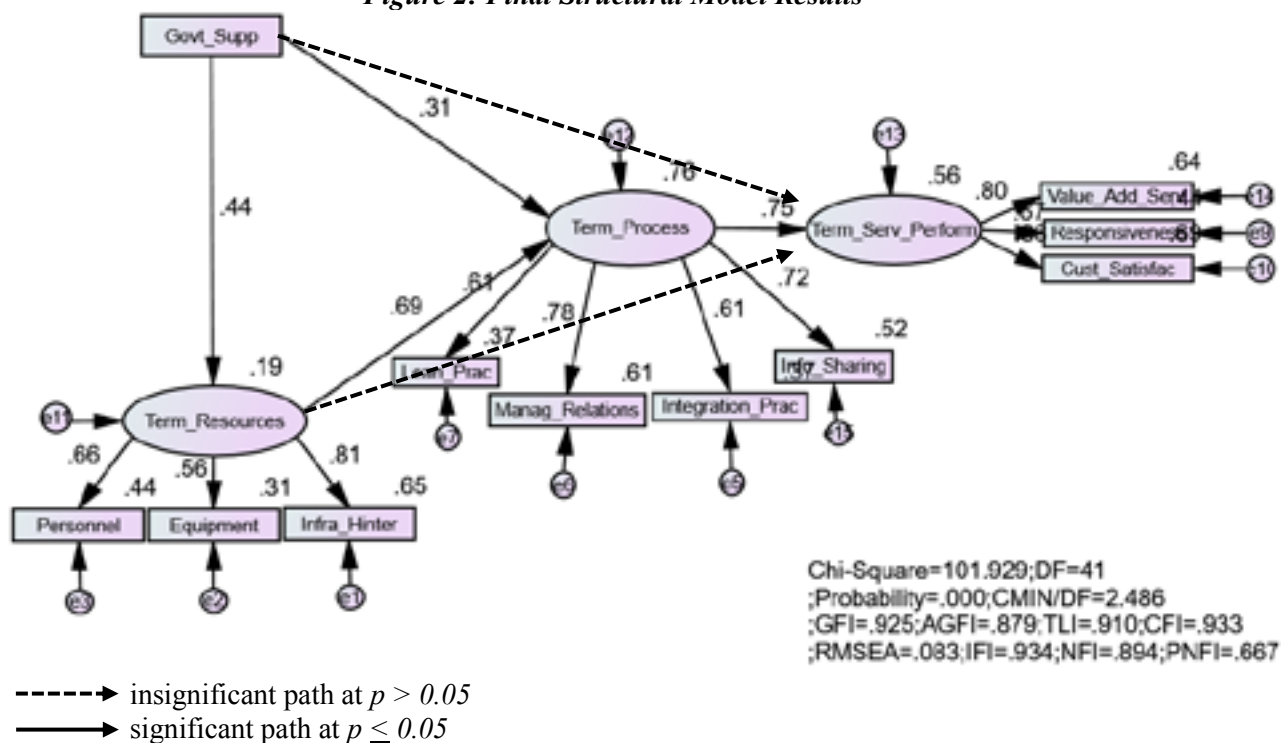 Figure 2: Final Structural Model Results
Govt_Supp
.31
e12
e13
.76
.56
.64
.80
Value_Add_Serv
e14
.44
Term_Process
.75
Term_Serv_Perform
.67
Responsiveness
e9
Cust_Satisfac
e10
.69
.61
.72
.78
.61
.37
.52
.19
Lean_Prac
.61
Info_Sharing
Manag_Relations
Integration_Prac
e11
Term_Resources
e7
e15
.66
.56
.81
e6
e5
.44
.31
.65
Personnel
Equipment
Infra_Hinter
e3
e2
e1
Chi-Square=101.929;DF=41
;Probability=.000;CMIN/DF=2.486
;GFI=.925;AGFI=.879;TLI=.910;CFI=.933
;RMSEA=.083;IFI=.934;NFI=.894;PNFI=.667
insignificant path at p > 0.05
significant path at p ≤ 0.05